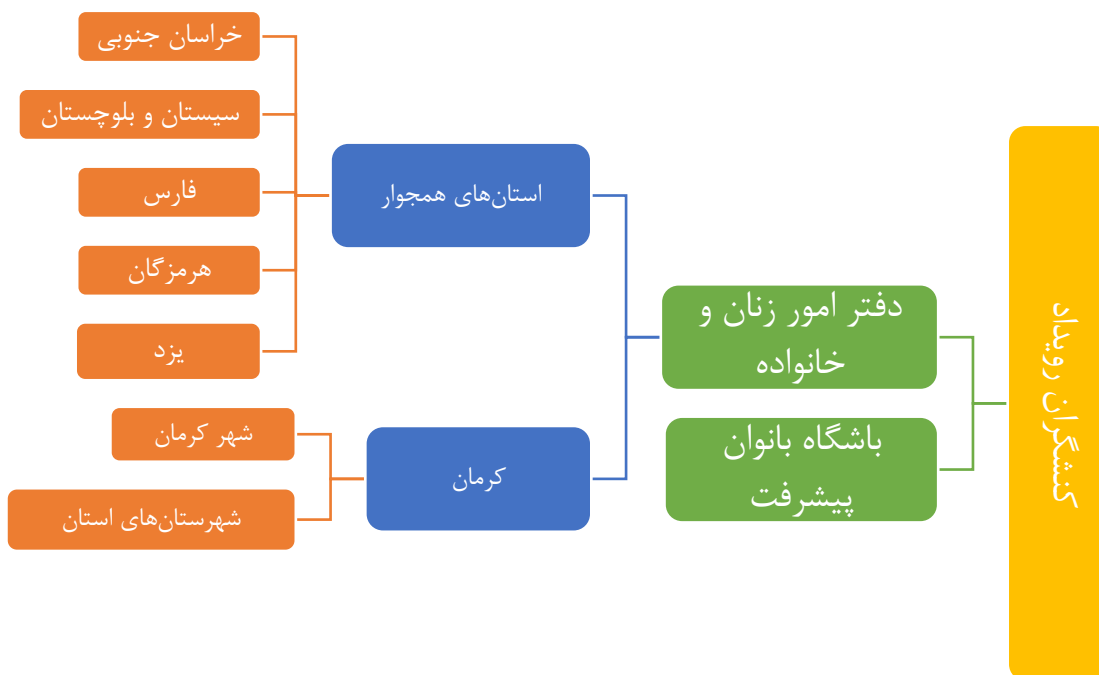 کنشگران رویداد
دفتر امور زنان و
خانواده
باشگاه بانوان
پیشرفت
استان‌های همجوار
کرمان
خراسان جنوبی
سیستان و بلوچستان
فارس
هرمزگان
یزد
شهر کرمان
شهرستان‌های استان